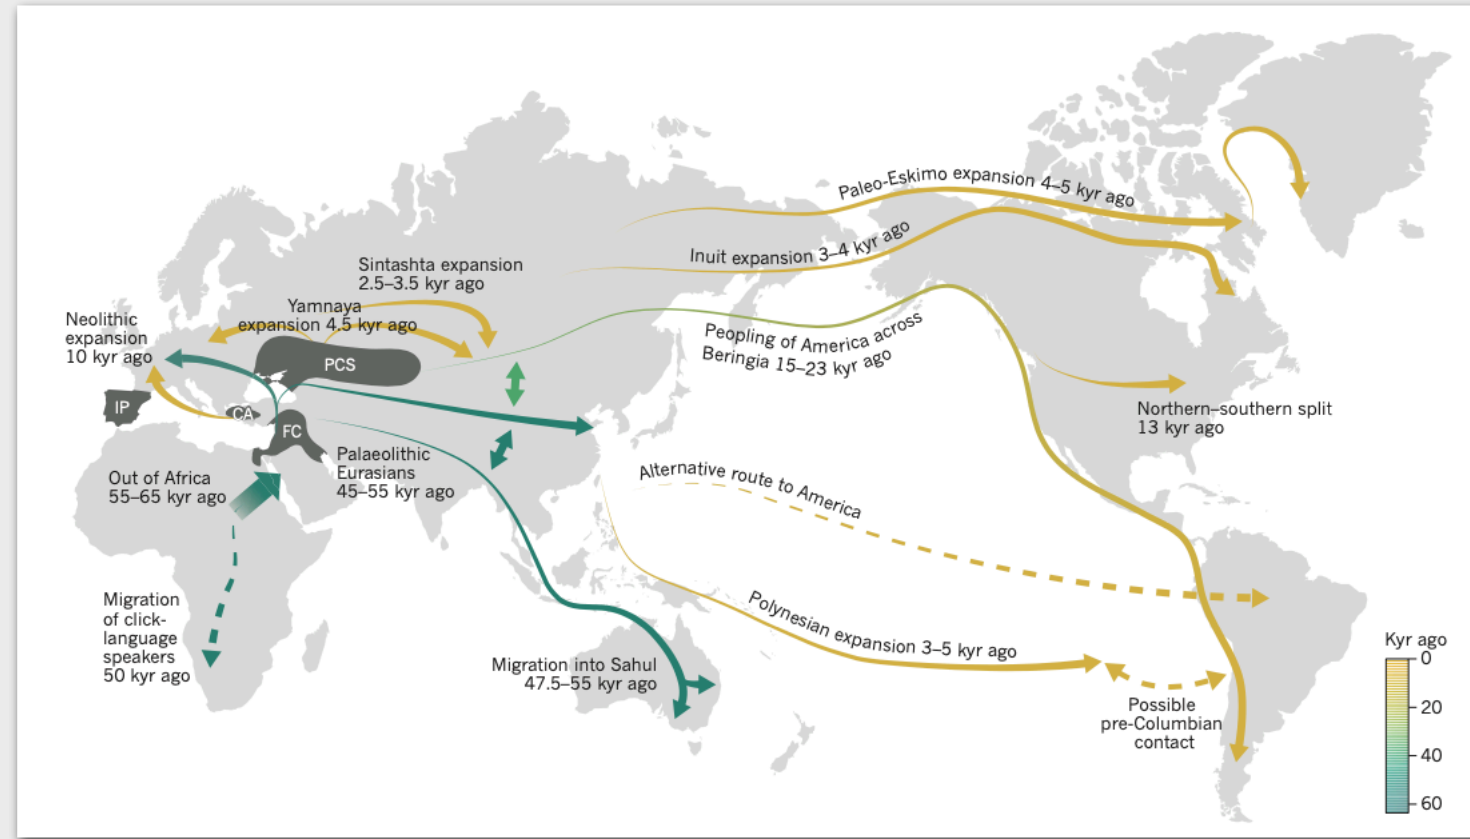 Paleo-Eskimo expansion 4–5 kyr ago
Inuit expansion 3–4 kyr ago
Sintashta expansion
2.5–3.5 kyr ago
Yamnaya
expansion 4.5 kyr ago
Neolithic
expansion
10 kyr ago
PCS
IP
CA
FC
Peopling of America across
Beringia 15–23 kyr ago
Northern–southern split
13 kyr ago
Palaeolithic
Eurasians
45–55 kyr ago
Out of Africa
55–65 kyr ago
Alternative route to America
Migration
of click-
language
speakers
50 kyr ago
Polynesian expansion 3–5 kyr ago
Migration into Sahul
47.5–55 kyr ago
Possible
pre-Columbian
contact
Kyr ago
0
20
40
60